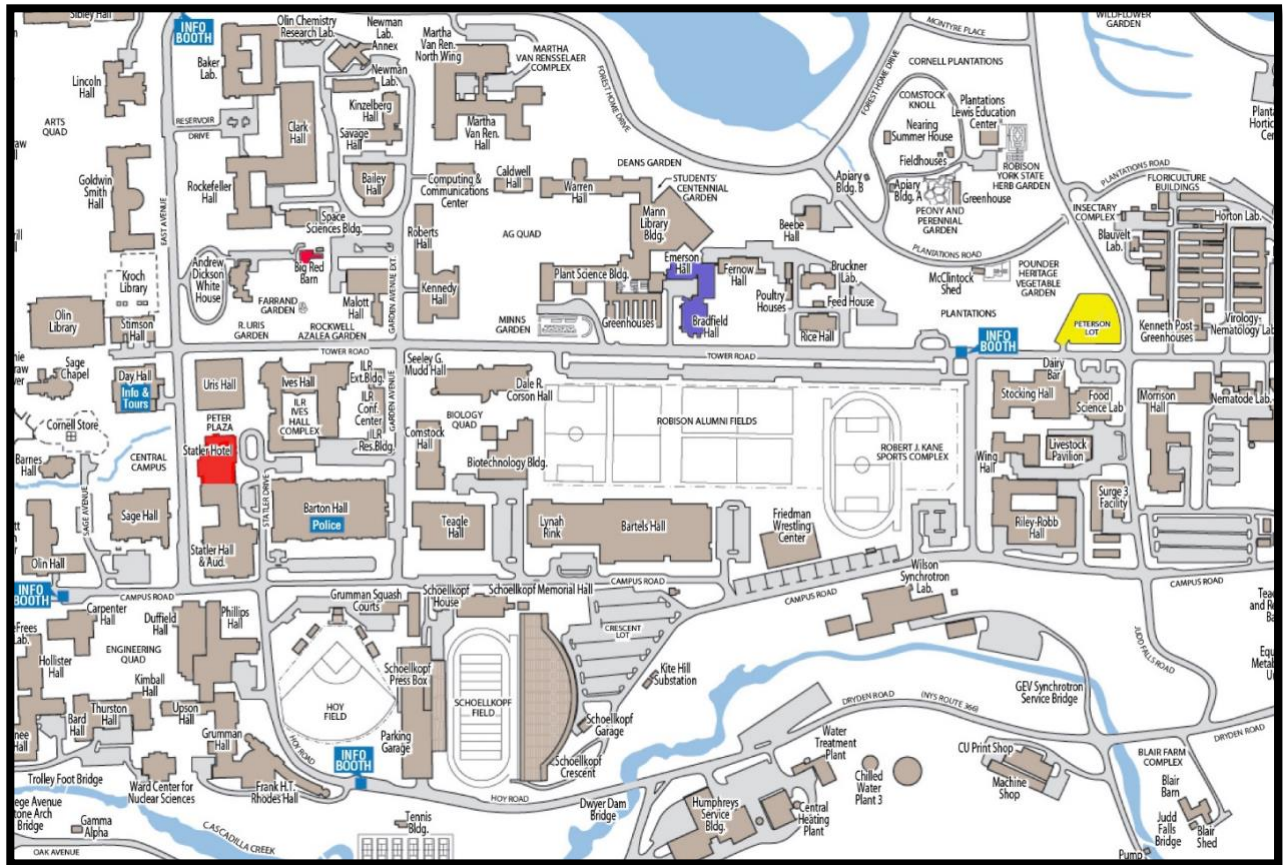 Sibley Hall
INFO
BOOTH
Olin Chemistry
Research Lab.
Newman
Lab.
Annex
Martha
Van Ren.
North Wing
MARTHA
VAN RENSSELAER
COMPLEX
MCINTYRE PLACE
WILDFLOWER
GARDEN
Baker
Lab.
Newman
Lab.
FOREST HOME DRIVE
FOREST HOME DRIVE
CORNELL PLANTATIONS
Lincoln
Hall
Kinzelberg
Hall
COMSTOCK
KNOLL
Plantations
Lewis Education
Center
ARTS
QUAD
RESERVOIR
DRIVE
Clark
Hall
Savage
Hall
Martha
Van Ren. Hall
Nearing
Summer House
Fieldhouses
ROBISON
YORK STATE
HERB GARDEN
DEANS GARDEN
Goldwin
Smith
Hall
EAST AVENUE
Rockefeller
Hall
Bailey
Hall
Computing &
Communications
Center
Caldwell
Hall
Warren
Hall
STUDENTS'
CENTENNIAL
GARDEN
Apiary
Bldg. B
Apiary
Bldg. A
Greenhouse
PEONY AND
PERENNIAL
GARDEN
PLANTATIONS ROAD
FLORICULTURE
BUILDINGS
INSECTARY
COMPLEX
Horton Lab.
Space
Sciences Bldg.
Roberts
Hall
AG QUAD
Mann
Library
Bldg.
Beebe
Hall
PLANTATIONS ROAD
Blauvelt
Lab.
Kroch
Library
Andrew
Dickson
White
House
Big Red
Barn
GARDEN AVENUE EXT.
Kennedy
Hall
Plant Science Bldg.
Emerson
Hall
Fernow
Hall
Bruckner
Lab.
McClintock
Shed
POUNDER
HERITAGE
VEGETABLE
GARDEN
Olin
Library
Stimson
Hall
FARRAND
GARDEN
Malott
Hall
Poultry
Houses
Feed House
R. URIS
GARDEN
ROCKWELL
AZALEA GARDEN
MINNS
GARDEN
Greenhouses
Bradfield
Hall
Rice Hall
PLANTATIONS
INFO
BOOTH
PETERSON
LOT
Kenneth Post
Greenhouses
Virology-
Nematology Lab.
Sage
Chapel
Day Hall
Info &
Tours
TOWER ROAD
TOWER ROAD
Uris Hall
Ives Hall
ILR
IVES
HALL
COMPLEX
ILR
Ext.Bldg.
ILR
Conf.
Center
ILR
Res.Bldg.
GARDEN AVENUE
Seeley G.
Mudd Hall
Dale R.
Corson Hall
Dairy
Bar
Stocking Hall
Food
Science Lab
Morrison
Hall
Nematode Lab.
PETER
PLAZA
Cornell Store
Statler Hotel
Comstock
Hall
BIOLOGY
QUAD
Biotechnology Bldg.
ROBISON ALUMNI FIELDS
ROBERT J. KANE
SPORTS COMPLEX
Wing
Hall
Livestock
Pavilion
Barnes
Hall
CENTRAL
CAMPUS
SAGE AVENUE
Sage Hall
STATLER DRIVE
Barton Hall
Police
Teagle
Hall
Lynah
Rink
Bartels Hall
Friedman
Wrestling
Center
Riley-Robb
Hall
Surge 3
Facility
Olin Hall
Statler Hall
& Aud.
INFO
BOOTH
CAMPUS ROAD
CAMPUS ROAD
CAMPUS ROAD
CAMPUS ROAD
Wilson
Synchrotron
Lab.
Carpenter
Hall
Duffield
Hall
Phillips
Hall
Grumman Squash
Courts
Schoellkopf
House
Schoellkopf Memorial Hall
CRESCENT
LOT
JUDD FALLS ROAD
Hollister
Hall
ENGINEERING
QUAD
Kimball
Hall
Schoellkopf
Press Box
Kite Hill
Substation
Thurston
Hall
Bard
Hall
Upson
Hall
HOY
FIELD
SCHOELLKOPF
FIELD
DRYDEN ROAD
(NYS ROUTE 366)
GEV Synchrotron
Service Bridge
DRYDEN ROAD
Grumman
Hall
HOY ROAD
INFO
BOOTH
Parking
Garage
Schoellkopf
Garage
Schoellkopf
Crescent
Water
Treatment
Plant
CU Print Shop
BLAIR FARM
COMPLEX
Trolley Foot Bridge
Ward Center for
Nuclear Sciences
Frank H.T.
Rhodes Hall
HOY ROAD
Chilled
Water
Plant 3
Machine
Shop
Blair
Barn
Bridge
Gamma
Alpha
CASCADILLA CREEK
Tennis
Bldg.
Dwyer Dam
Bridge
Humphreys
Service
Bldg.
Central
Heating
Plant
Judd
Falls
Bridge
Blair
Shed
OAK AVENUE
Pump